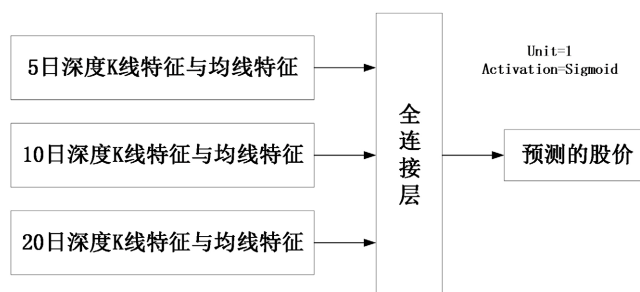 5日深度K线特征与均线特征
10日深度K线特征与均线特征
20日深度K线特征与均线特征
全连接层
Unit=1
Activation=Sigmoid
预测的股价